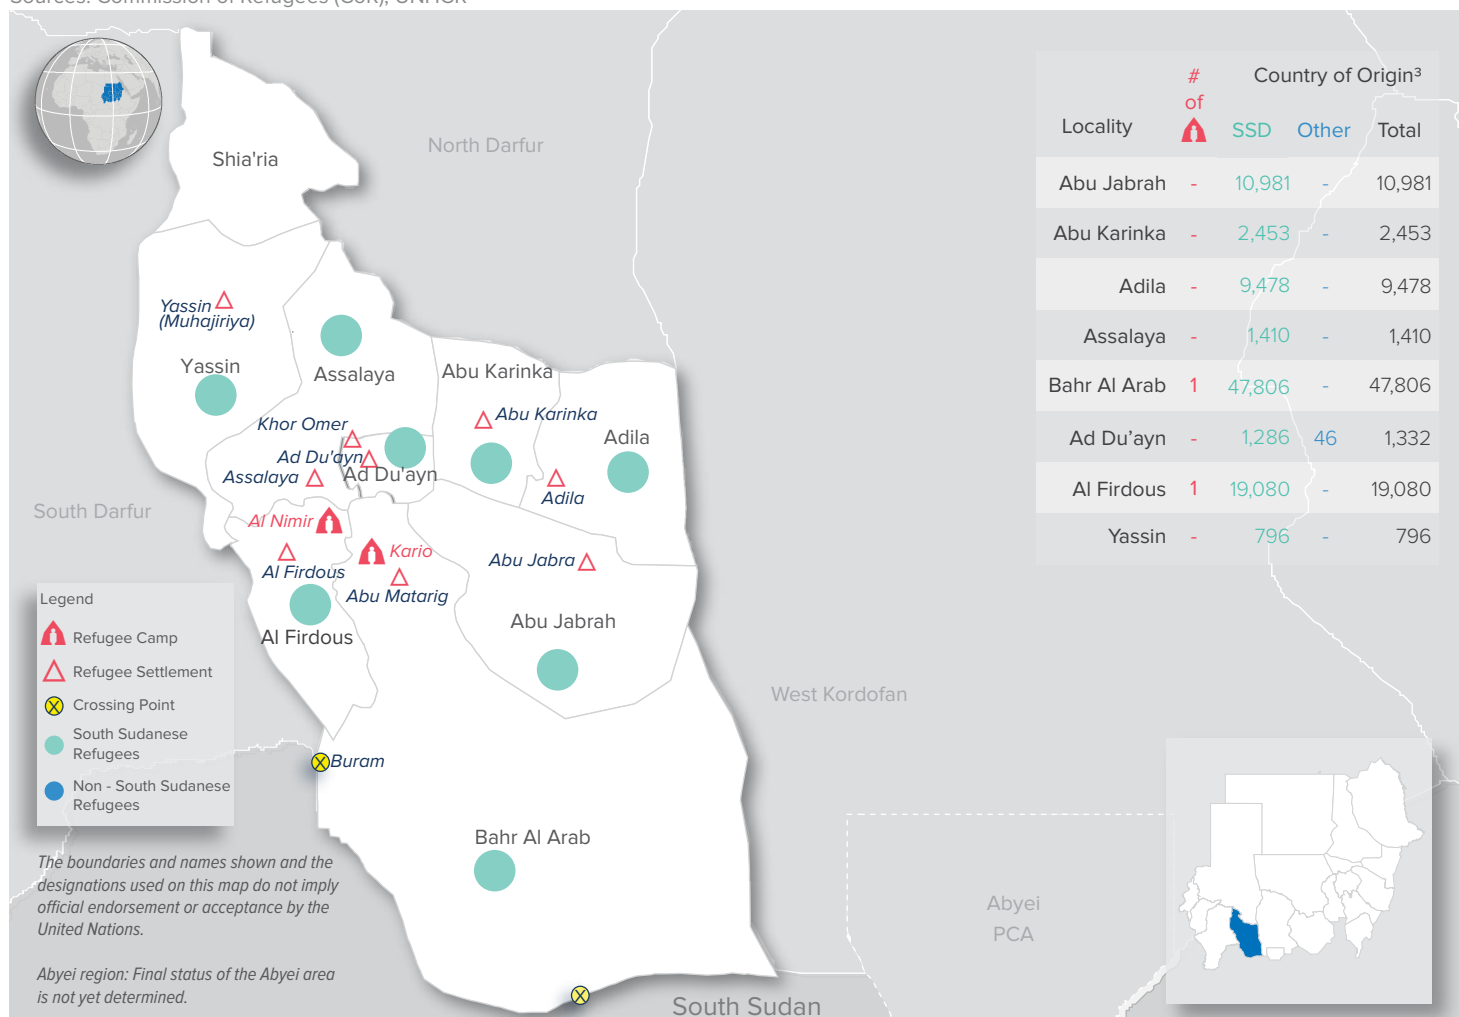 Sources: Commission of Refugees (CoR), UNHCR
North Darfur
Shia'ria
Yassin
(Muhajiriya)
Yassin
Assalaya
Abu Karinka
Abu Karinka
Khor Omer
Ad Du'ayn
Ad Du'ayn
Assalaya
Adila
Adila
South Darfur
Al Nimir
Kario
Al Firdous
Abu Matarig
Abu Jabra
Al Firdous
Abu Jabrah
West Kordofan
Buram
Bahr Al Arab
Abyei
PCA
South Sudan
# of Country of Origin³
Locality SSD Other Total
Abu Jabrah - 10,981 - 10,981
Abu Karinka - 2,453 - 2,453
Adila - 9,478 - 9,478
Assalaya - 1,410 - 1,410
Bahr Al Arab 1 47,806 - 47,806
Ad Du’ayn - 1,286 46 1,332
Al Firdous 1 19,080 - 19,080
Yassin - 796 - 796
Legend
Refugee Camp
Refugee Settlement
Crossing Point
South Sudanese
Refugees
Non - South Sudanese
Refugees
The boundaries and names shown and the
designations used on this map do not imply
official endorsement or acceptance by the
United Nations.
Abyei region: Final status of the Abyei area
is not yet determined.